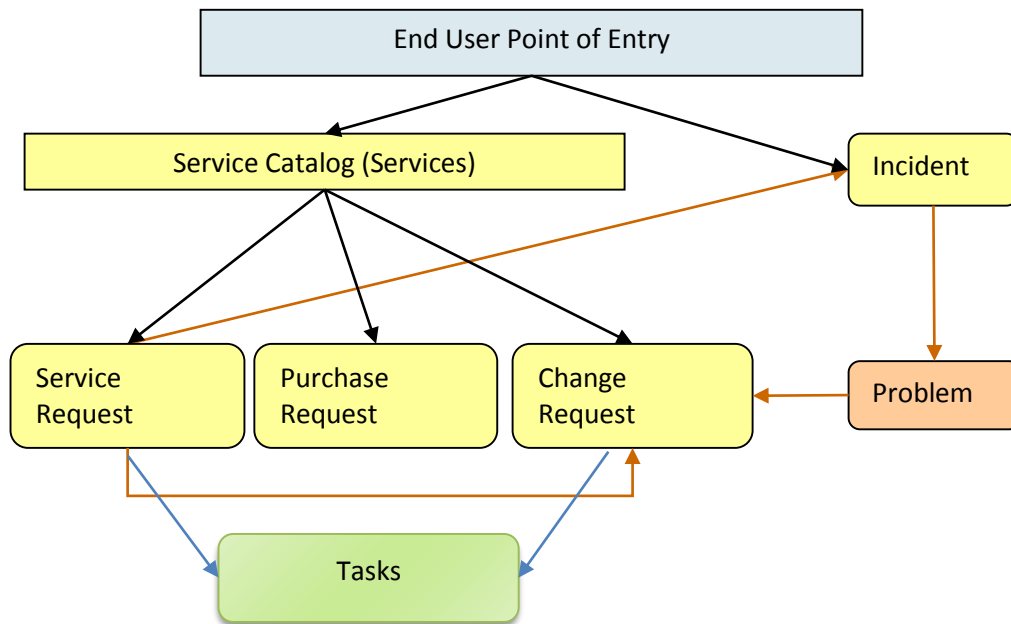 End User Point of Entry
Service Catalog (Services)
Incident
Service
Request
Purchase
Request
Change
Request
Problem
Tasks